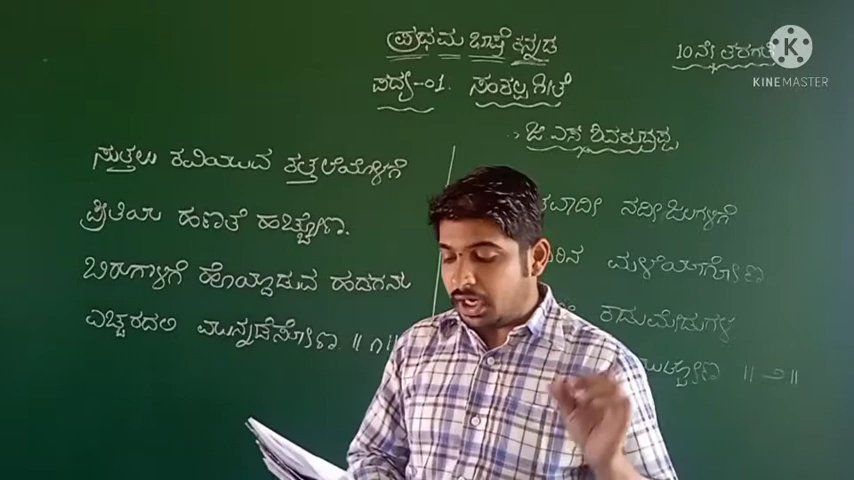 ಪ್ರಥಮ ಭಾಷೆ ಕನ್ನಡ
10ನೇ ತರಗತಿ
ಪದ್ಯ-01. ಸಂಕಲ್ಪ ಗೀತೆ
ಜಿ ಎಸ್ ಶಿವರುದ್ರಪ್ಪ
ಸುತ್ತಲು ಕವಿಯುವ ಕತ್ತಲೆಯೊಳಗೆ
ಪ್ರೀತಿಯ ಹಣತೆ ಹಚ್ಚೋಣ.
ಬಿರುಗಾಳಿಗೆ ಹೊಯ್ದಾಡುವ ಹಡಗನು
ಎಚ್ಚರದಲಿ ಮುನ್ನಡೆಸೋಣ. ||೧||
ನದೀಜಲಗಳಿಗೆ
ಮಳೆಯಾಗೋಣ
ಕಾಡುಮೇಡುಗಳ
||೨||
K
KINEMASTER